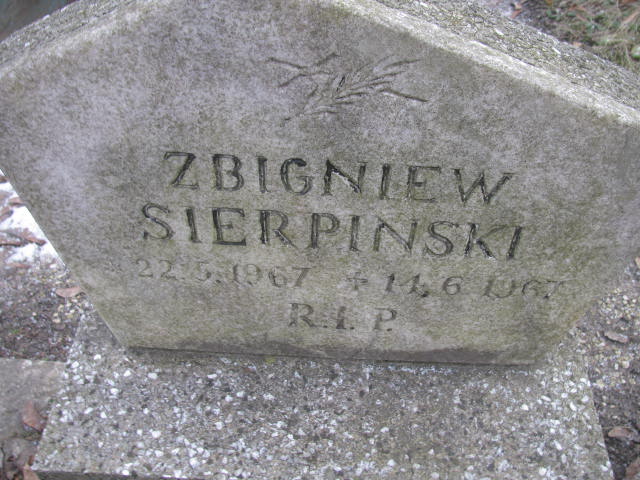 ZBIGNIEW
SIERPINSKI
22.5.1967 + 14.6 1967
R.I.P.